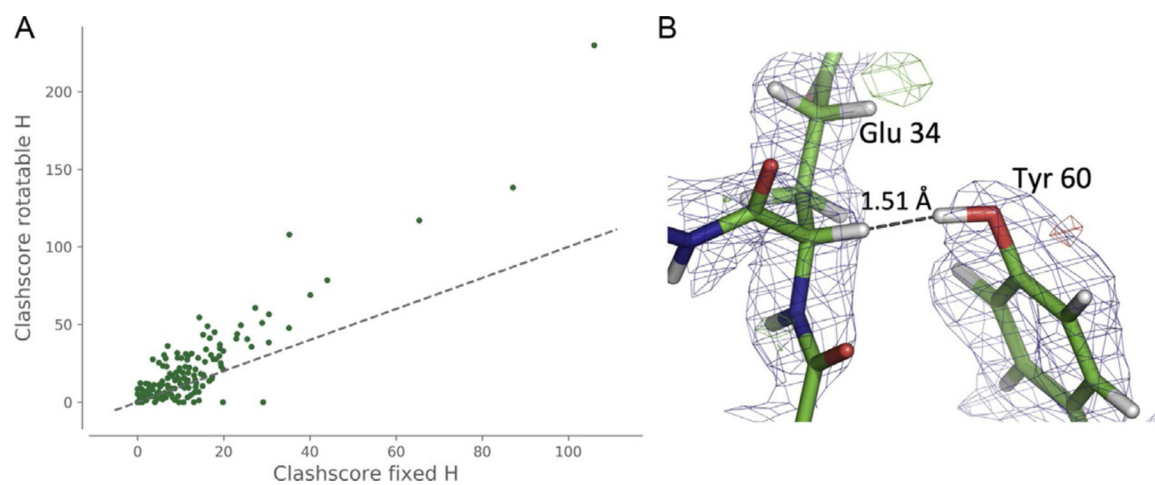 A
Clashscore rotatable H
200
150
100
50
0
0 20 40 60 80 100
Clashscore fixed H
B
Glu 34
1.51 Å
Tyr 60